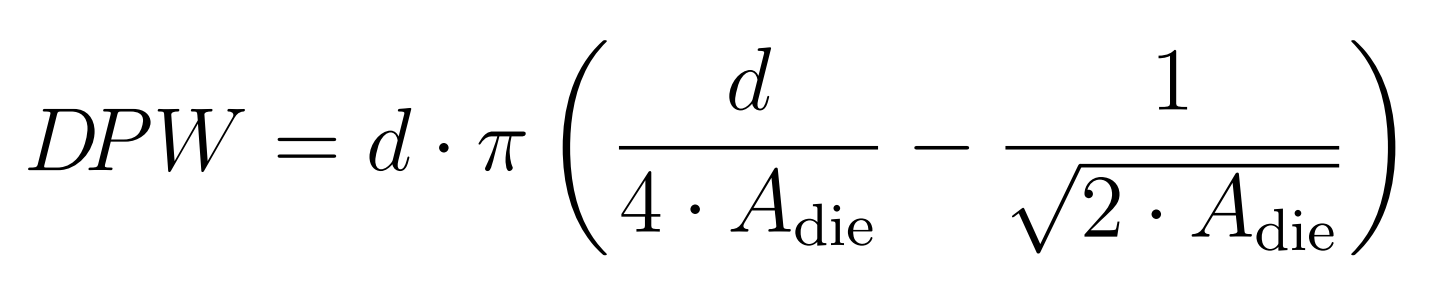 DPW = d · π ( d / (4 · A_die) − 1 / √(2 · A_die) )